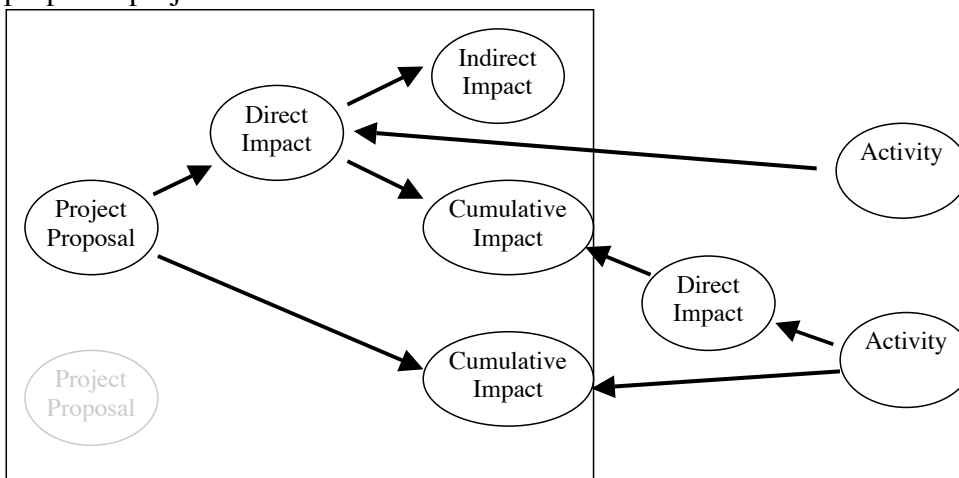 Indirect
Impact
Direct
Impact
Activity
Project
Proposal
Cumulative
Impact
Direct
Impact
Activity
Cumulative
Impact
Project
Proposal